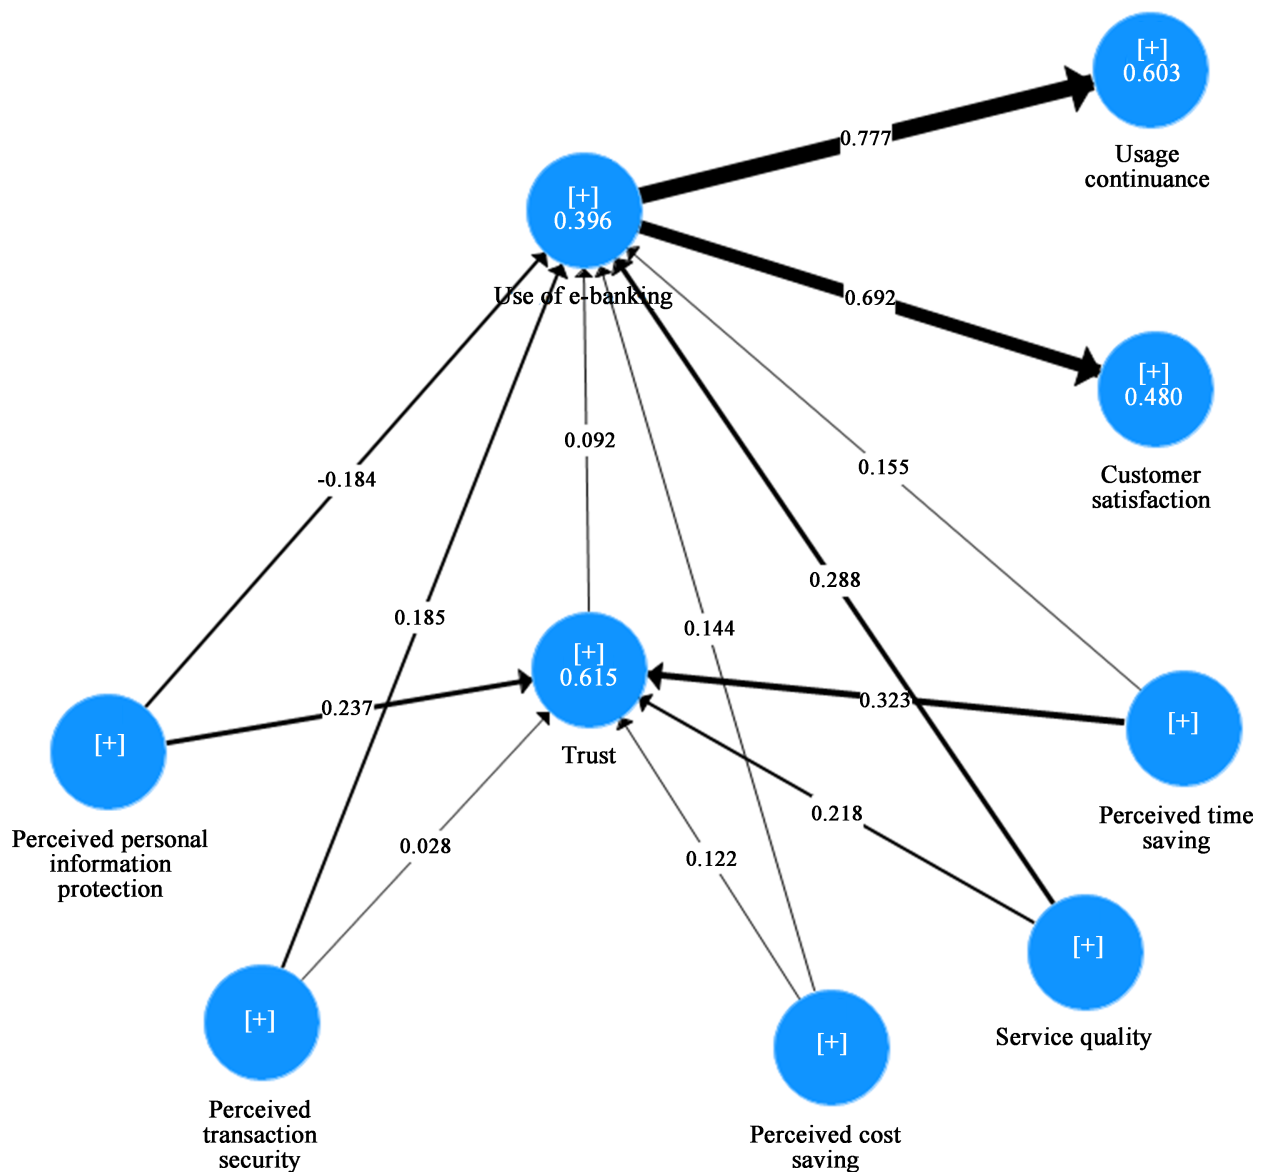 [+]
0.603
Usage
continuance
0.777
[+]
0.396
Use of e-banking
0.692
[+]
0.480
Customer
satisfaction
0.092
0.155
-0.184
0.288
0.185
0.144
[+]
0.615
Trust
0.237
0.323
[+]
Perceived personal
information
protection
[+]
Perceived time
saving
0.028
0.122
0.218
[+]
Service quality
[+]
Perceived
transaction
security
[+]
Perceived cost
saving